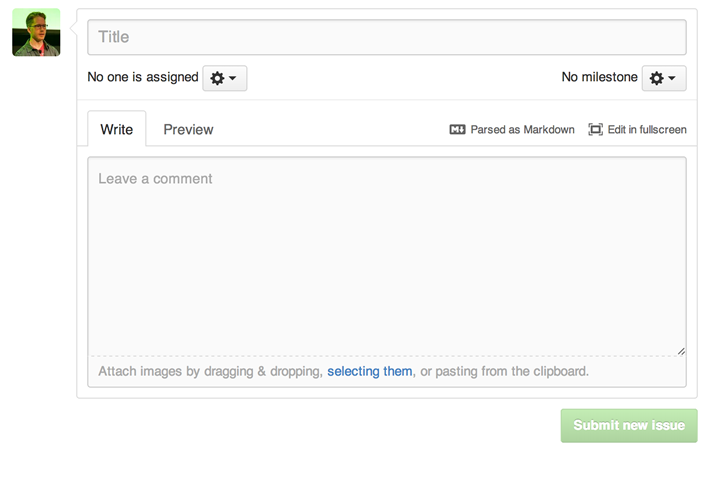 Title
No one is assigned
No milestone
Write
Preview
Parsed as Markdown
Edit in fullscreen
Leave a comment
Attach images by dragging & dropping, selecting them, or pasting from the clipboard.
Submit new issue